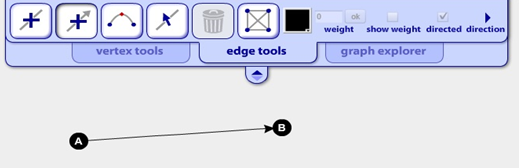 0 ok
weight show weight directed direction
vertex tools edge tools graph explorer
A B